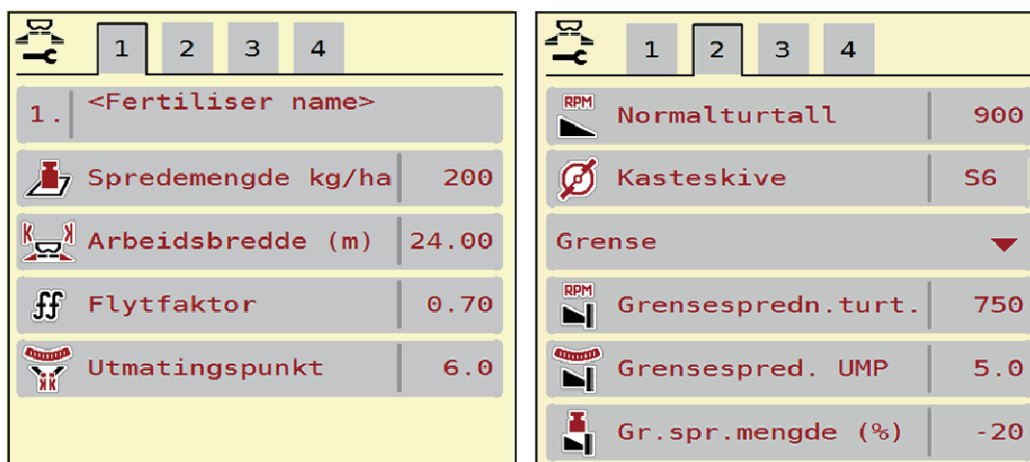 1 2 3 4
1. <Fertiliser name>
Spredemengde kg/ha 200
Arbeidsbredde (m) 24.00
Flytfaktor 0.70
Utmatingspunkt 6.0
1 2 3 4
RPM Normalturtall 900
Kasteskive S6
Grense
RPM Grensespredn.turt. 750
Grensespred. UMP 5.0
Gr.spr.mengde (%) -20